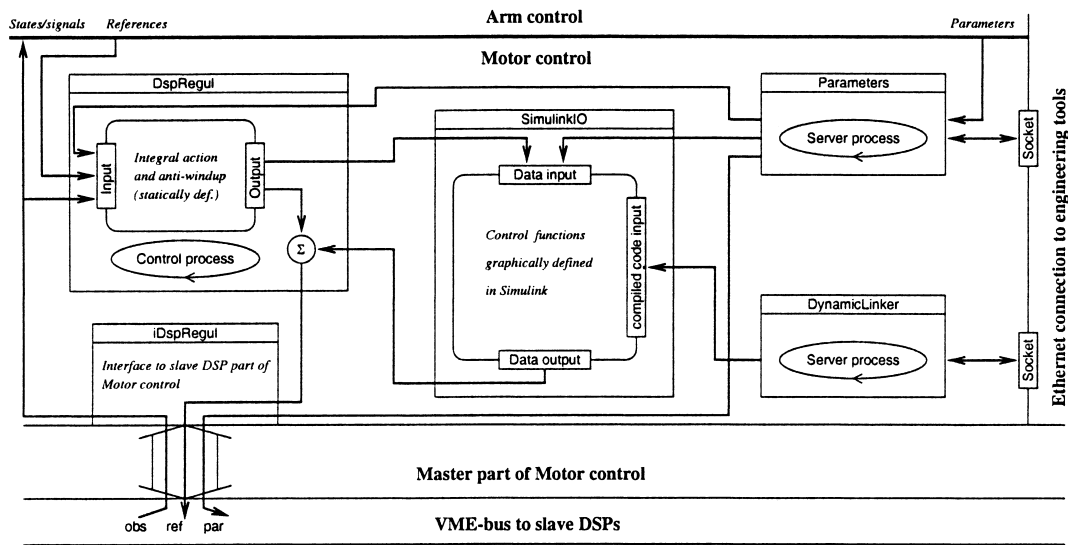 Arm control
States/signals
References
Parameters
Motor control
DspRegul
Input
Integral action
and anti-windup
(statically def.)
Output
Control process
Σ
SimulinkIO
Data input
Control functions
graphically defined
in Simulink
compiled code input
Data output
Parameters
Server process
Socket
DynamicLinker
Server process
Socket
Ethernet connection to engineering tools
iDspRegul
Interface to slave DSP part of
Motor control
Master part of Motor control
obs
ref
par
VME-bus to slave DSPs